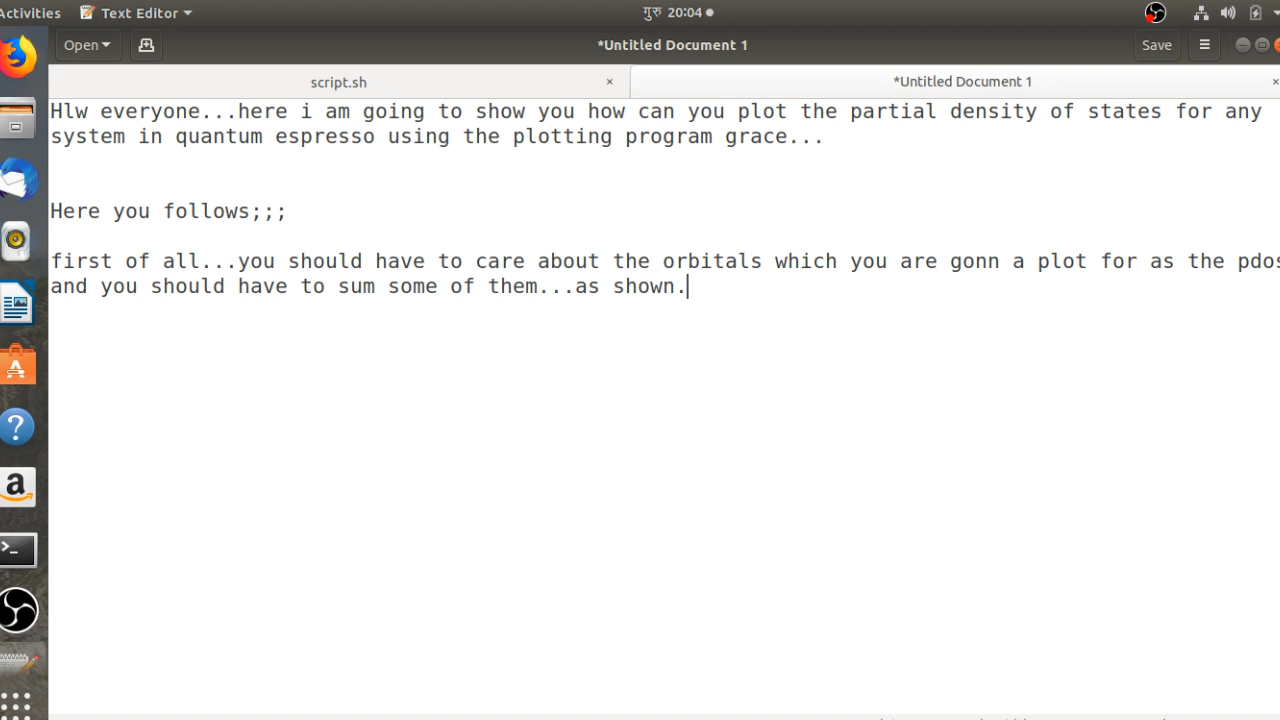 Activities Text Editor गुरु 20:04
Open *Untitled Document 1 Save
script.sh × *Untitled Document 1 ×
Hlw everyone...here i am going to show you how can you plot the partial density of states for any
system in quantum espresso using the plotting program grace...
Here you follows;;;
first of all...you should have to care about the orbitals which you are gonn a plot for as the pdos
and you should have to sum some of them...as shown.